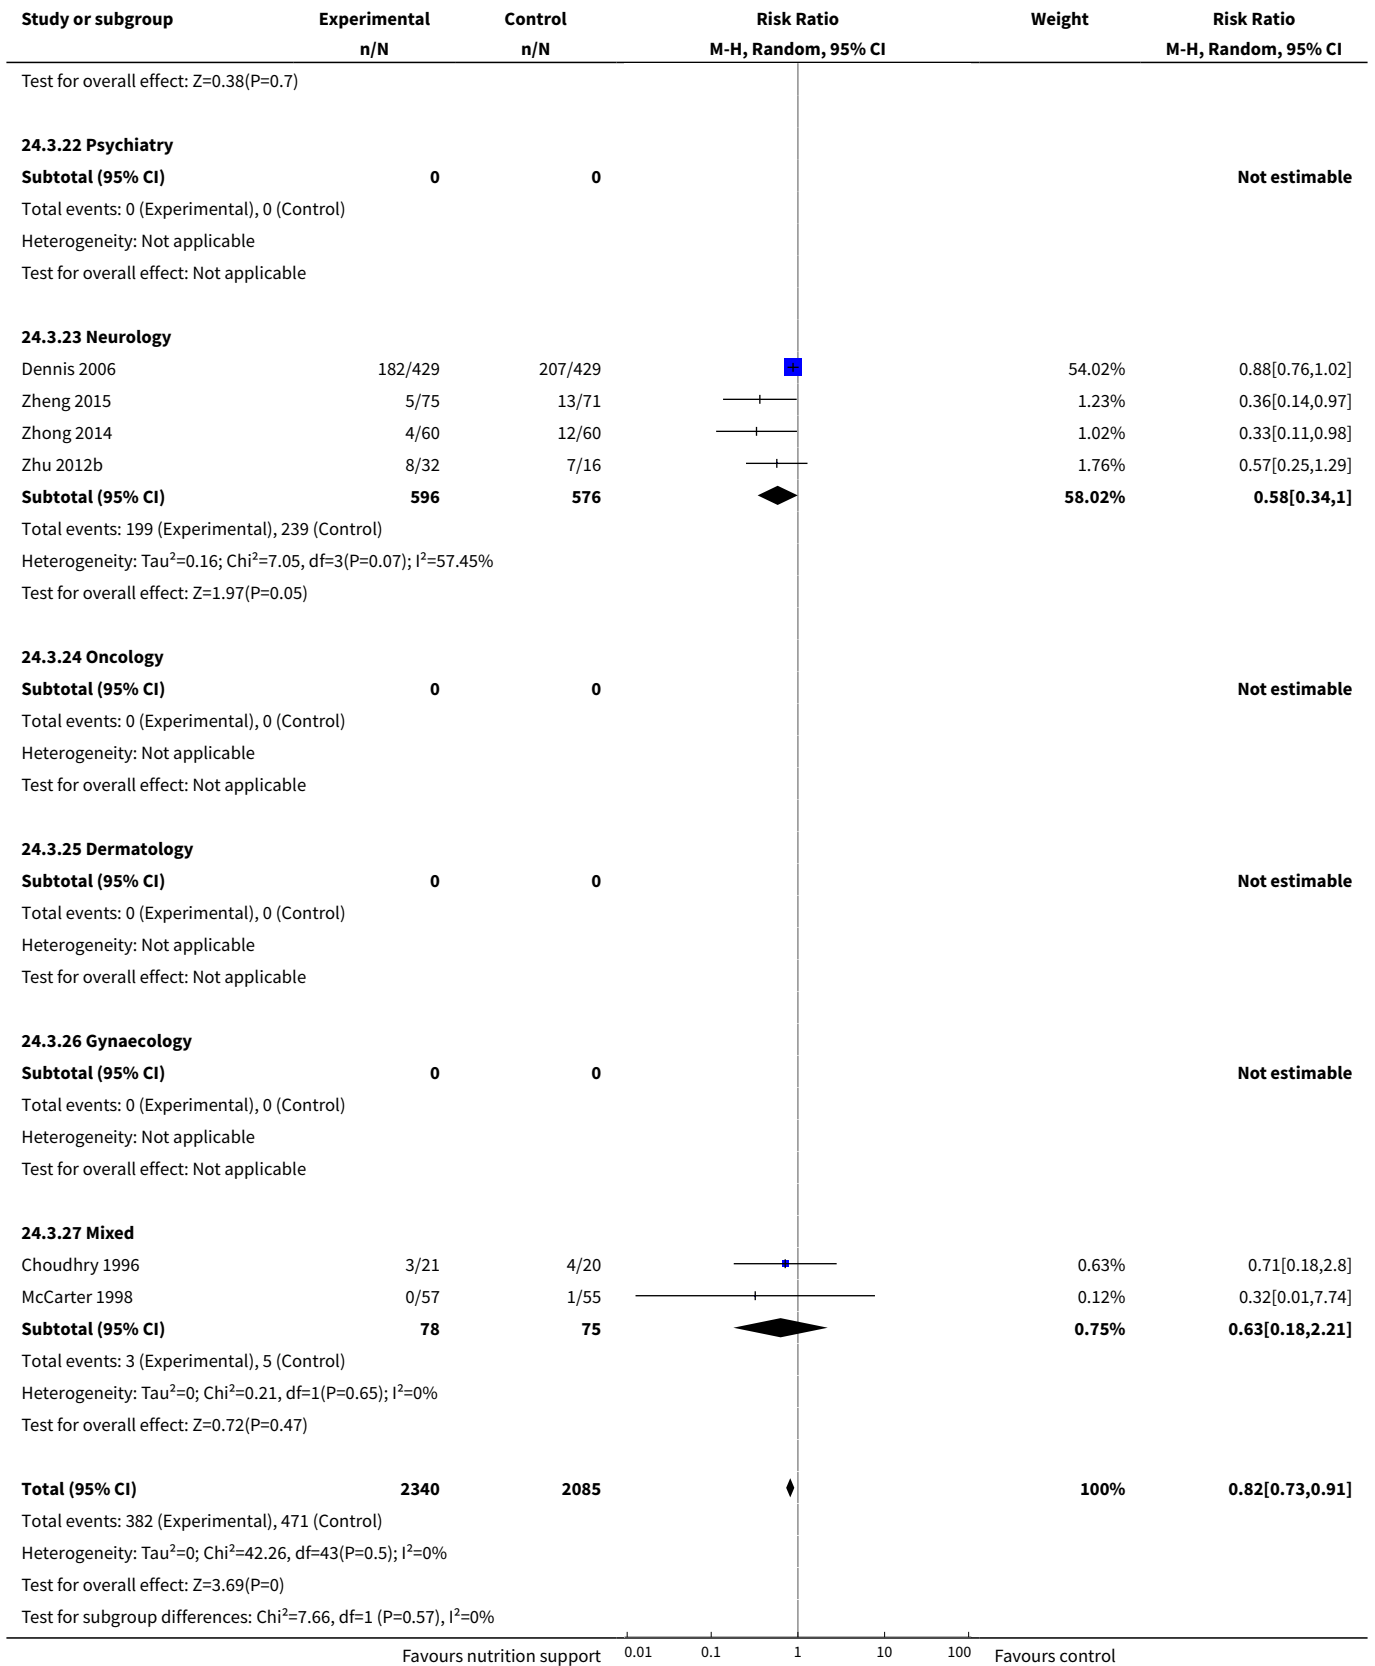 Study or subgroup Experimental Control Risk Ratio Weight Risk Ratio
n/N n/N M-H, Random, 95% CI M-H, Random, 95% CI
Test for overall effect: Z=0.38(P=0.7)
24.3.22 Psychiatry
Subtotal (95% CI) 0 0 Not estimable
Total events: 0 (Experimental), 0 (Control)
Heterogeneity: Not applicable
Test for overall effect: Not applicable
24.3.23 Neurology
Dennis 2006 182/429 207/429 54.02% 0.88[0.76,1.02]
Zheng 2015 5/75 13/71 1.23% 0.36[0.14,0.97]
Zhong 2014 4/60 12/60 1.02% 0.33[0.11,0.98]
Zhu 2012b 8/32 7/16 1.76% 0.57[0.25,1.29]
Subtotal (95% CI) 596 576 58.02% 0.58[0.34,1]
Total events: 199 (Experimental), 239 (Control)
Heterogeneity: Tau²=0.16; Chi²=7.05, df=3(P=0.07); I²=57.45%
Test for overall effect: Z=1.97(P=0.05)
24.3.24 Oncology
Subtotal (95% CI) 0 0 Not estimable
Total events: 0 (Experimental), 0 (Control)
Heterogeneity: Not applicable
Test for overall effect: Not applicable
24.3.25 Dermatology
Subtotal (95% CI) 0 0 Not estimable
Total events: 0 (Experimental), 0 (Control)
Heterogeneity: Not applicable
Test for overall effect: Not applicable
24.3.26 Gynaecology
Subtotal (95% CI) 0 0 Not estimable
Total events: 0 (Experimental), 0 (Control)
Heterogeneity: Not applicable
Test for overall effect: Not applicable
24.3.27 Mixed
Choudhry 1996 3/21 4/20 0.63% 0.71[0.18,2.8]
McCarter 1998 0/57 1/55 0.12% 0.32[0.01,7.74]
Subtotal (95% CI) 78 75 0.75% 0.63[0.18,2.21]
Total events: 3 (Experimental), 5 (Control)
Heterogeneity: Tau²=0; Chi²=0.21, df=1(P=0.65); I²=0%
Test for overall effect: Z=0.72(P=0.47)
Total (95% CI) 2340 2085 100% 0.82[0.73,0.91]
Total events: 382 (Experimental), 471 (Control)
Heterogeneity: Tau²=0; Chi²=42.26, df=43(P=0.5); I²=0%
Test for overall effect: Z=3.69(P=0)
Test for subgroup differences: Chi²=7.66, df=1 (P=0.57), I²=0%
Favours nutrition support 0.01 0.1 1 10 100 Favours control